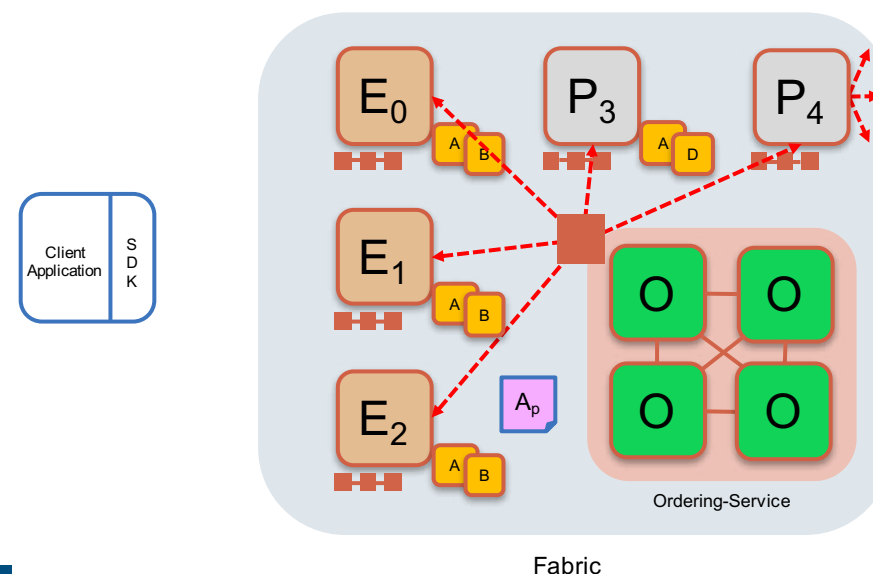 E0
A
B
P3
A
D
P4
Client
Application
S
D
K
E1
A
B
O
O
E2
A
B
Ap
O
O
Ordering-Service
Fabric